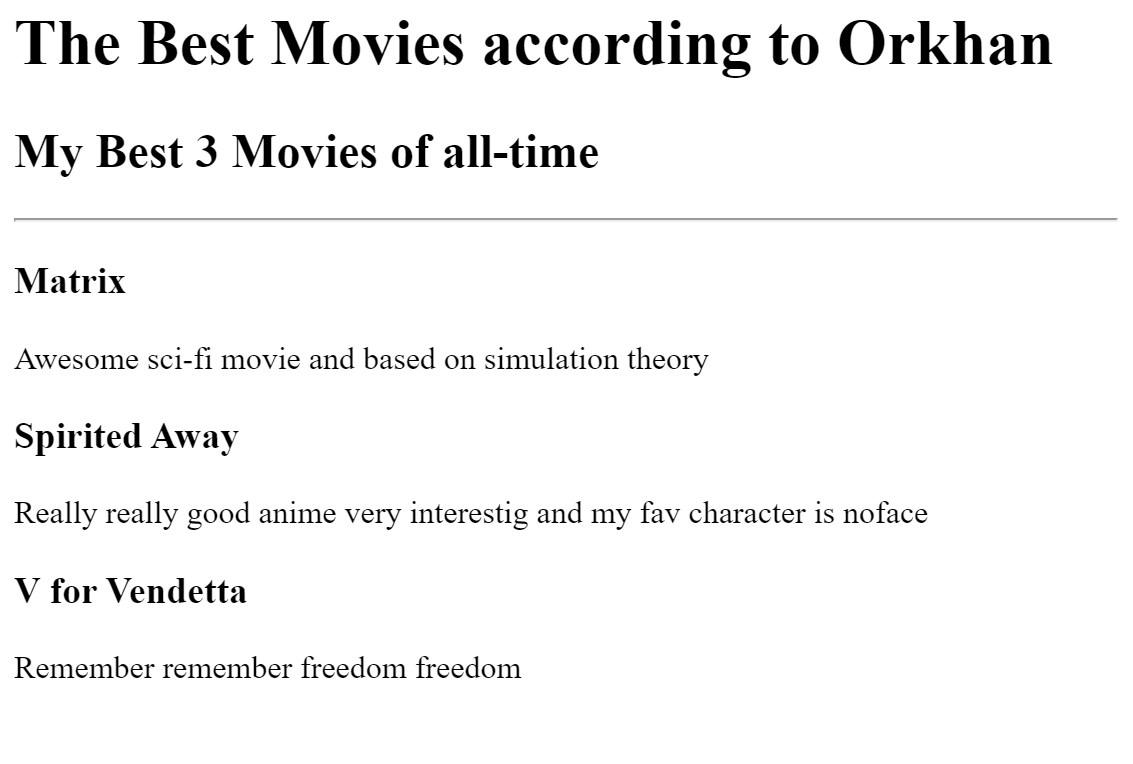 The Best Movies according to Orkhan
My Best 3 Movies of all-time
Matrix
Awesome sci-fi movie and based on simulation theory
Spirited Away
Really really good anime very interestig and my fav character is noface
V for Vendetta
Remember remember freedom freedom